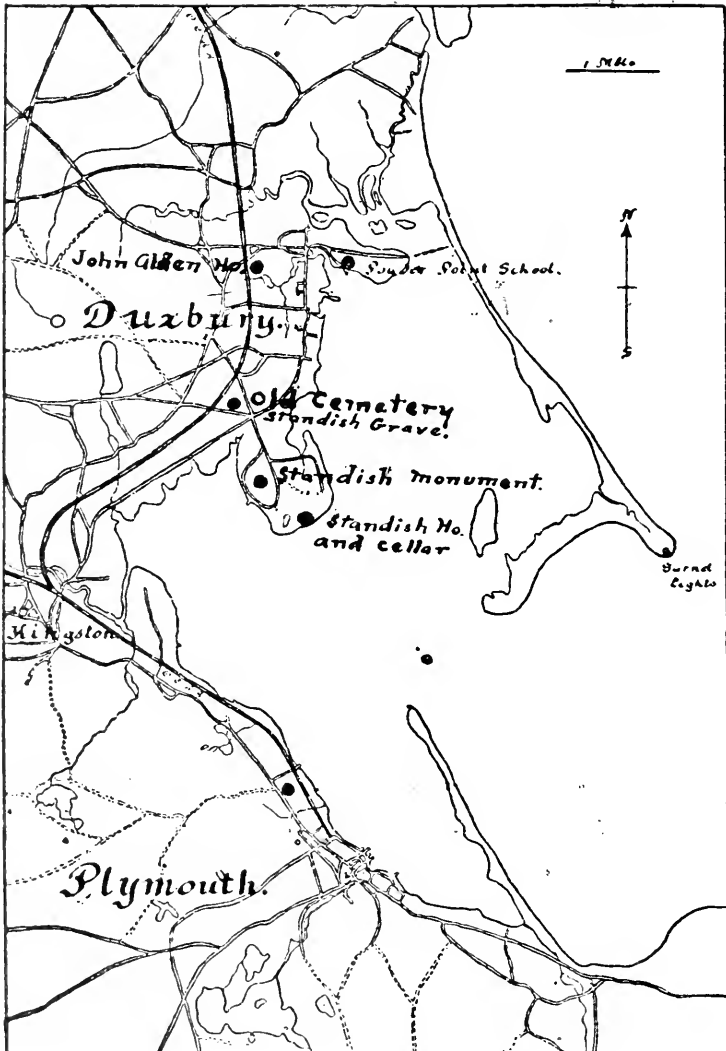 1 Mile
N
John Alden Ho.
Powder Point School.
S
Duxbury.
Old Cemetery
Standish Grave.
Standish Monument.
Standish Ho.
and cellar
Gurnet
Lights
Kingston
Plymouth.